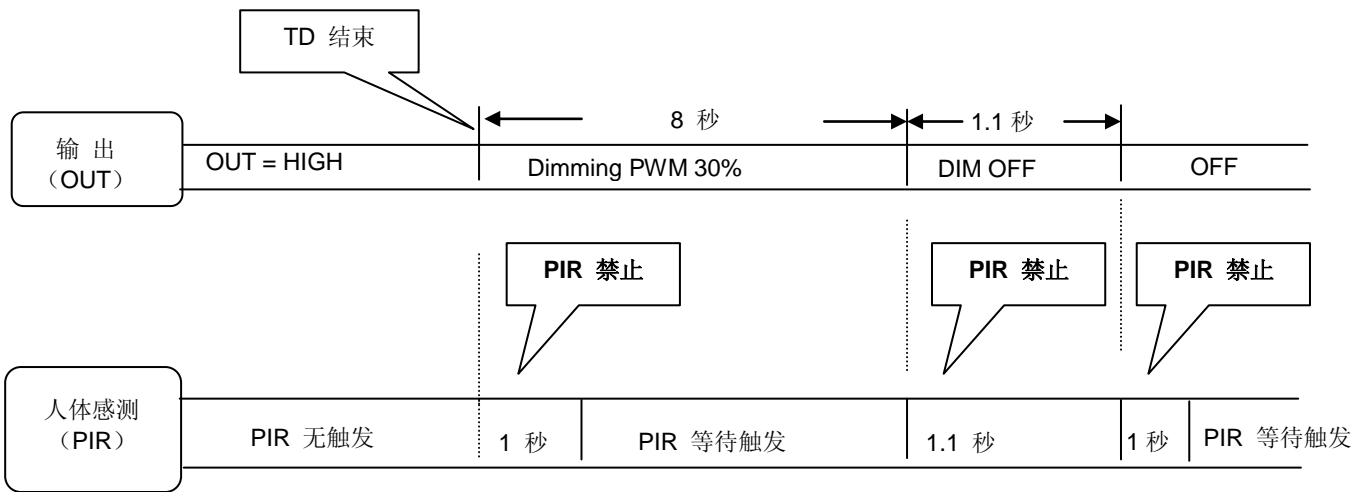 TD 结束
8 秒
1.1 秒
输 出
（OUT）
OUT = HIGH
Dimming PWM 30%
DIM OFF
OFF
PIR 禁止
PIR 禁止
PIR 禁止
人体感测
（PIR）
PIR 无触发
1 秒
PIR 等待触发
1.1 秒
1 秒
PIR 等待触发